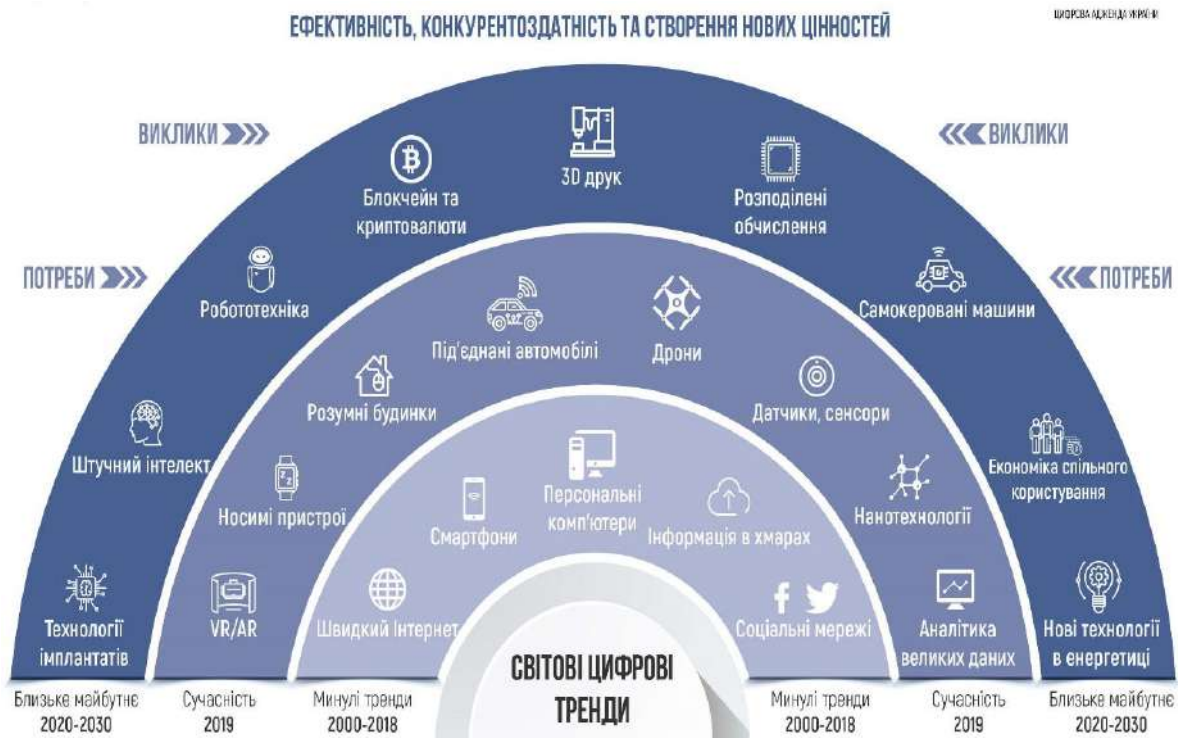 ЦИФРОВА АДЖЕНДА УКРАЇНИ
ЕФЕКТИВНІСТЬ, КОНКУРЕНТОЗДАТНІСТЬ ТА СТВОРЕННЯ НОВИХ ЦІННОСТЕЙ
ВИКЛИКИ
ВИКЛИКИ
ПОТРЕБИ
ПОТРЕБИ
3D друк
Блокчейн та
криптовалюти
Розподілені
обчислення
Робототехніка
Самокеровані машини
Штучний інтелект
Економіка спільного
користування
Технології
імплантатів
Нові технології
в енергетиці
Під'єднані автомобілі
Дрони
Розумні будинки
Датчики, сенсори
Носимі пристрої
Нанотехнології
VR/AR
Аналітика
великих даних
Персональні
комп'ютери
Смартфони
Інформація в хмарах
Швидкий Інтернет
Соціальні мережі
СВІТОВІ ЦИФРОВІ
ТРЕНДИ
Близьке майбутнє
2020-2030
Сучасність
2019
Минулі тренди
2000-2018
Минулі тренди
2000-2018
Сучасність
2019
Близьке майбутнє
2020-2030